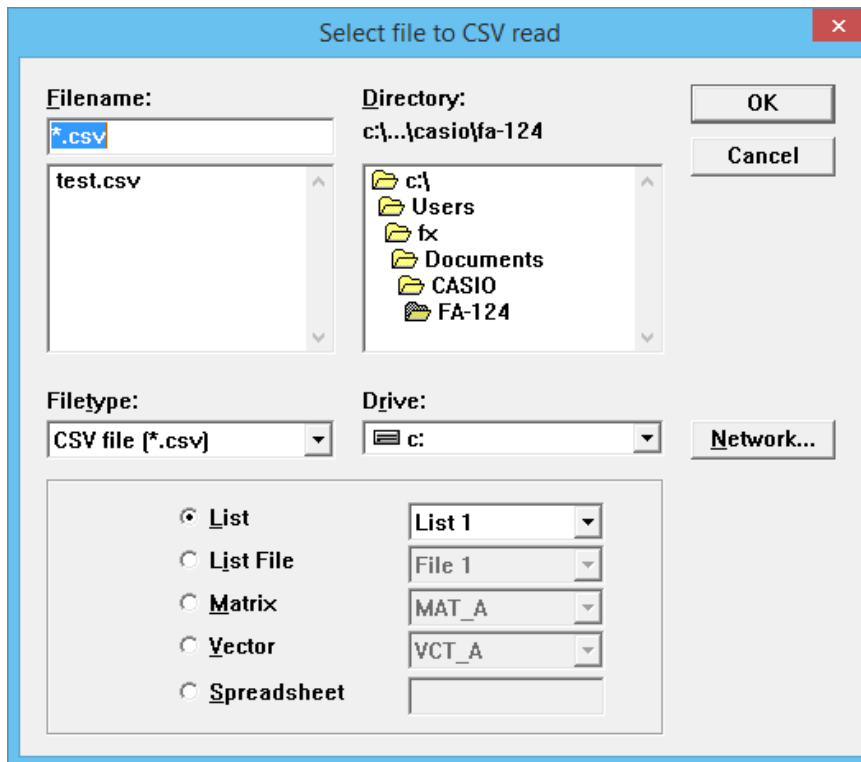 Select file to CSV read
Filename:
*.csv
test.csv
Directory:
c:\...\casio\fa-124
c:\
Users
fx
Documents
CASIO
FA-124
OK
Cancel
Filetype:
CSV file (*.csv)
Drive:
c:
Network...
List
List 1
List File
File 1
Matrix
MAT_A
Vector
VCT_A
Spreadsheet